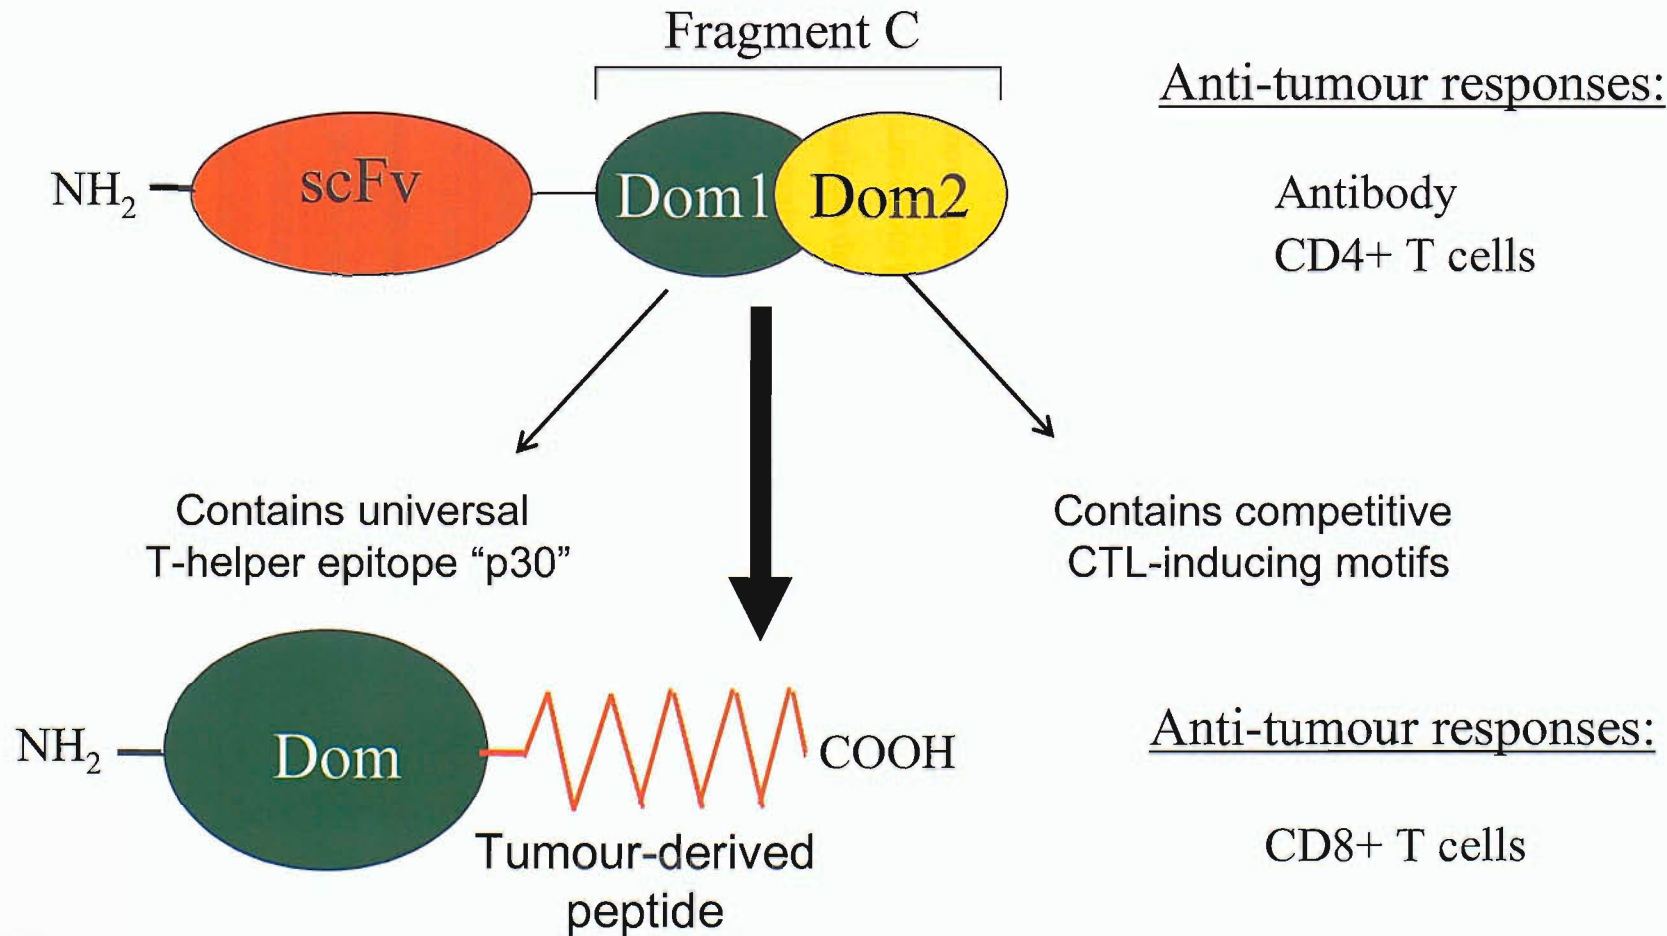 Fragment C
Anti-tumour responses:
NH2
scFv
Dom1
Dom2
Antibody
CD4+ T cells
Contains universal
T-helper epitope “p30”
Contains competitive
CTL-inducing motifs
NH2
Dom
COOH
Tumour-derived
peptide
Anti-tumour responses:
CD8+ T cells